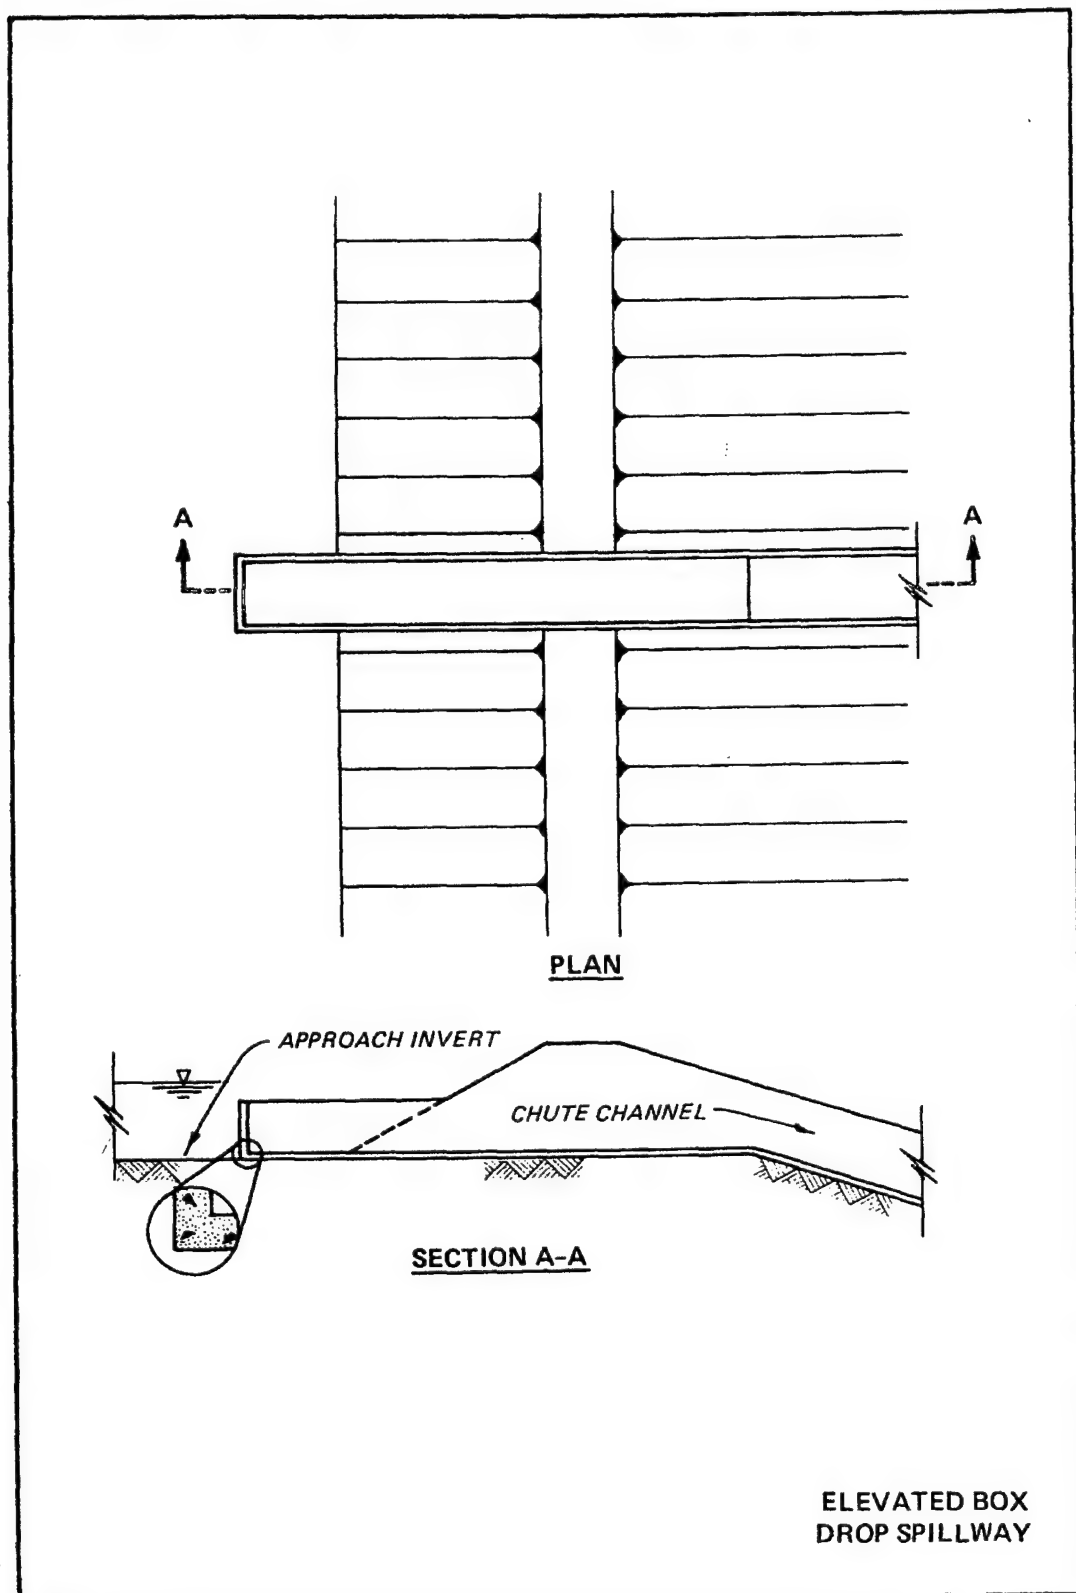 A
A
PLAN
APPROACH INVERT
CHUTE CHANNEL
SECTION A-A
ELEVATED BOX
DROP SPILLWAY